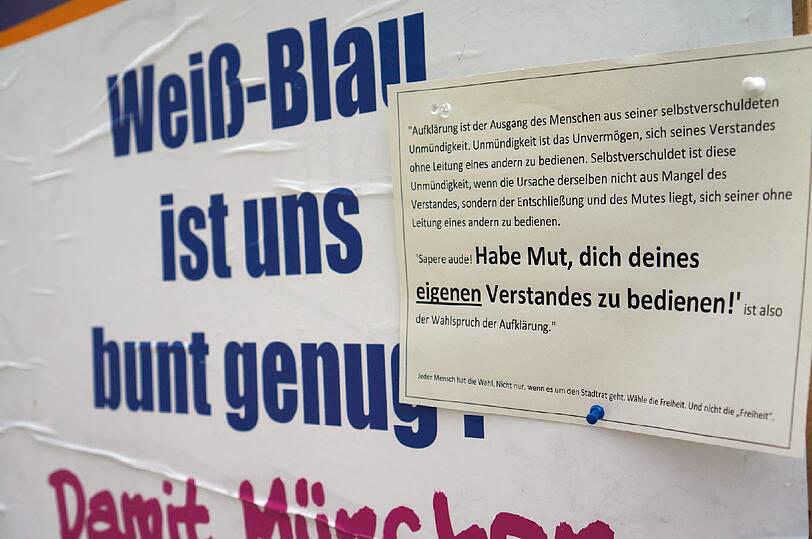 Weiß-Blau
ist uns
bunt genug
Damit München
"Aufklärung ist der Ausgang des Menschen aus seiner selbstverschuldeten
Unmündigkeit. Unmündigkeit ist das Unvermögen, sich seines Verstandes
ohne Leitung eines andern zu bedienen. Selbstverschuldet ist diese
Unmündigkeit, wenn die Ursache derselben nicht aus Mangel des
Verstandes, sondern der Entschließung und des Mutes liegt, sich seiner ohne
Leitung eines andern zu bedienen.
'Sapere aude! Habe Mut, dich deines
eigenen Verstandes zu bedienen!' ist also
der Wahlspruch der Aufklärung."
Jeder Mensch hat die Wahl. Nicht nur, wenn es um den Stadtrat geht. Wähle die Freiheit. Und nicht die „Freiheit".